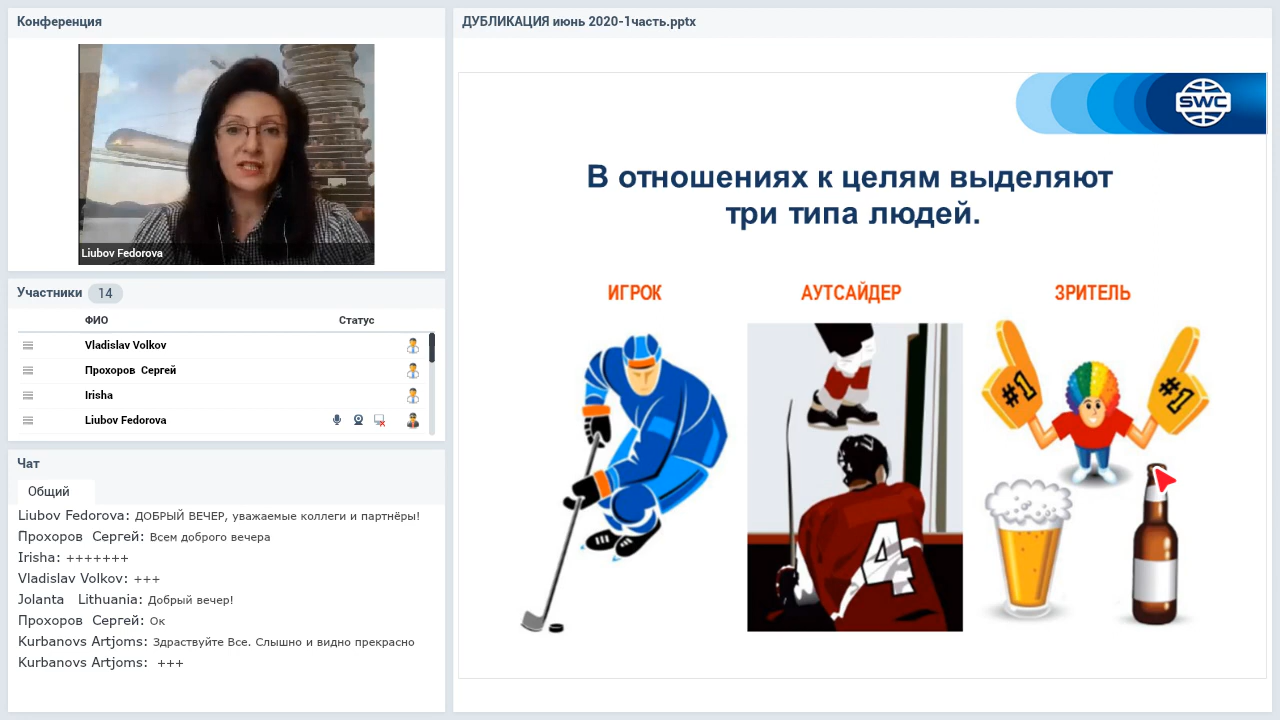 Конференция
Liubov Fedorova
Участники 14
ФИО Статус
Vladislav Volkov
Прохоров Сергей
Irisha
Liubov Fedorova
Чат
Общий
Liubov Fedorova: ДОБРЫЙ ВЕЧЕР, уважаемые коллеги и партнёры!
Прохоров Сергей: Всем доброго вечера
Irisha: +++++++
Vladislav Volkov: +++
Jolanta Lithuania: Добрый вечер!
Прохоров Сергей: Ок
Kurbanovs Artjoms: Здраствуйте Все. Слышно и видно прекрасно
Kurbanovs Artjoms: +++
ДУБЛИКАЦИЯ июнь 2020-1часть.pptx
SWC
В отношениях к целям выделяют
три типа людей.
ИГРОК
АУТСАЙДЕР
ЗРИТЕЛЬ
#1
#1
4